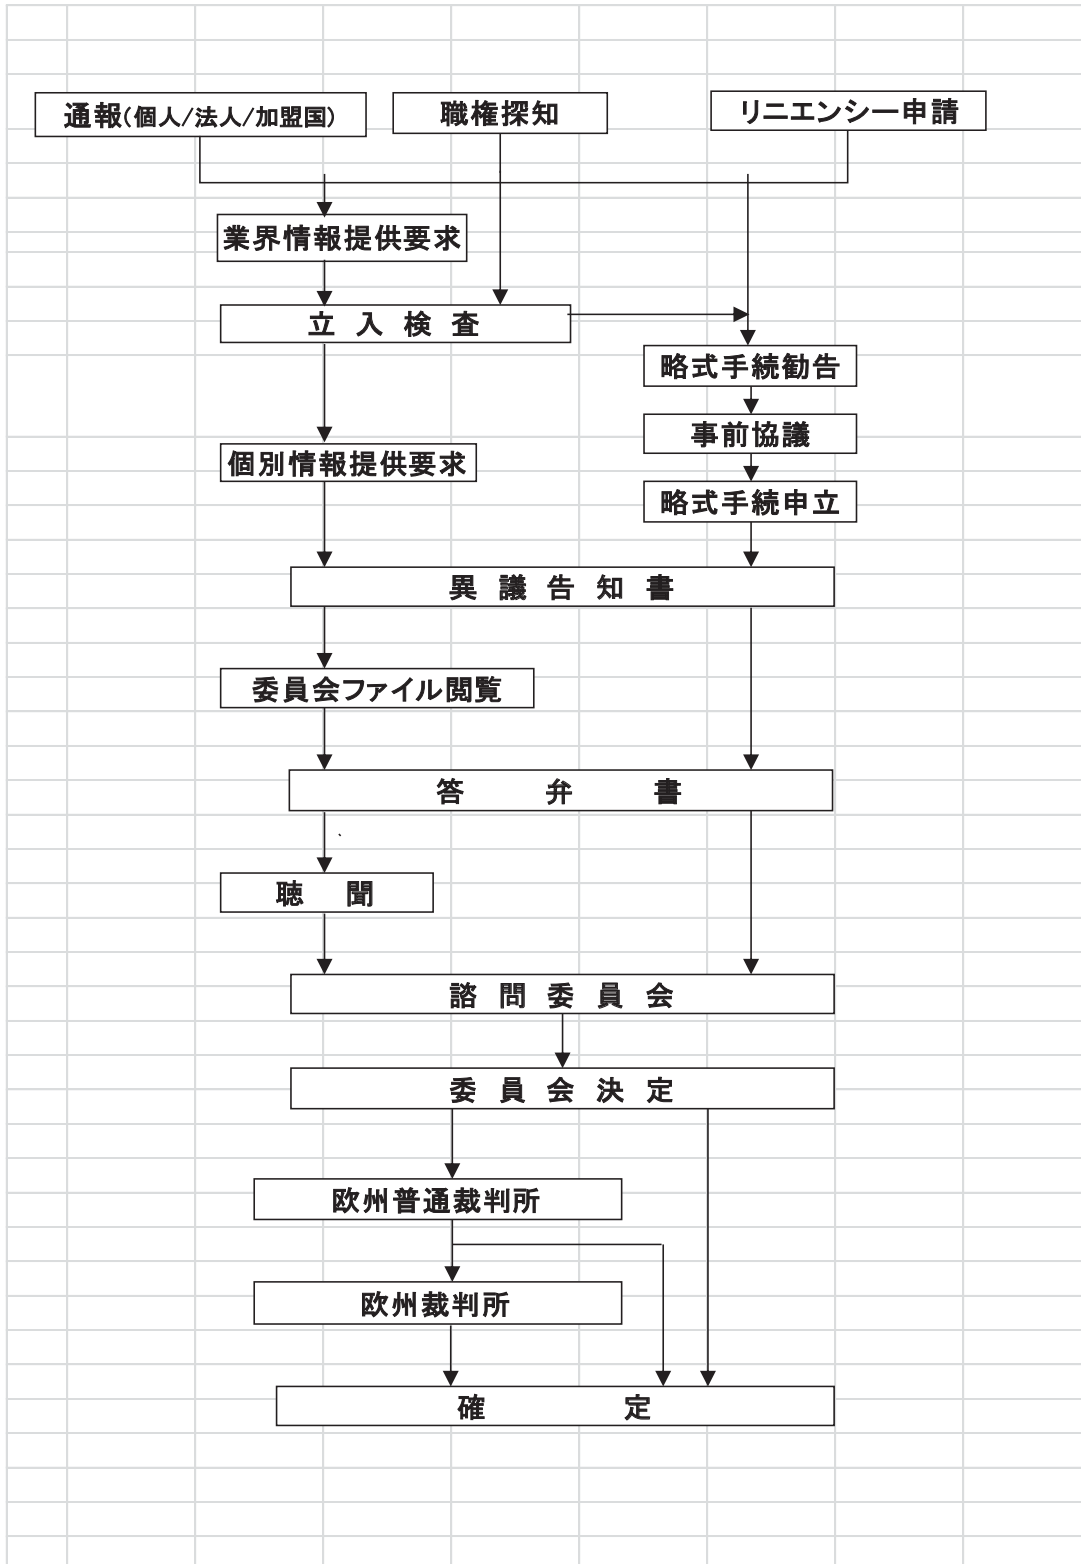 通報(個人/法人/加盟国)
職権探知
リニエンシー申請
業界情報提供要求
立入検査
略式手続勧告
事前協議
個別情報提供要求
略式手続申立
異議告知書
委員会ファイル閲覧
答弁書
聴聞
諮問委員会
委員会決定
欧州普通裁判所
欧州裁判所
確定